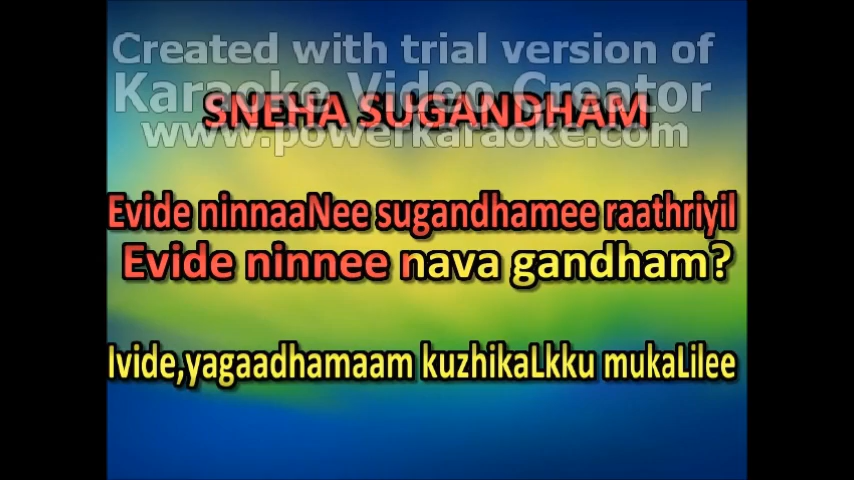 Created with trial version of
Karaoke Video Creator
SNEHA SUGANDHAM
www.powerkaraoke.com
Evide ninnaaNee sugandhamee raathriyil
Evide ninnee nava gandham?
Ivide,yagaadhamaam kuzhikaLkku mukaLilee